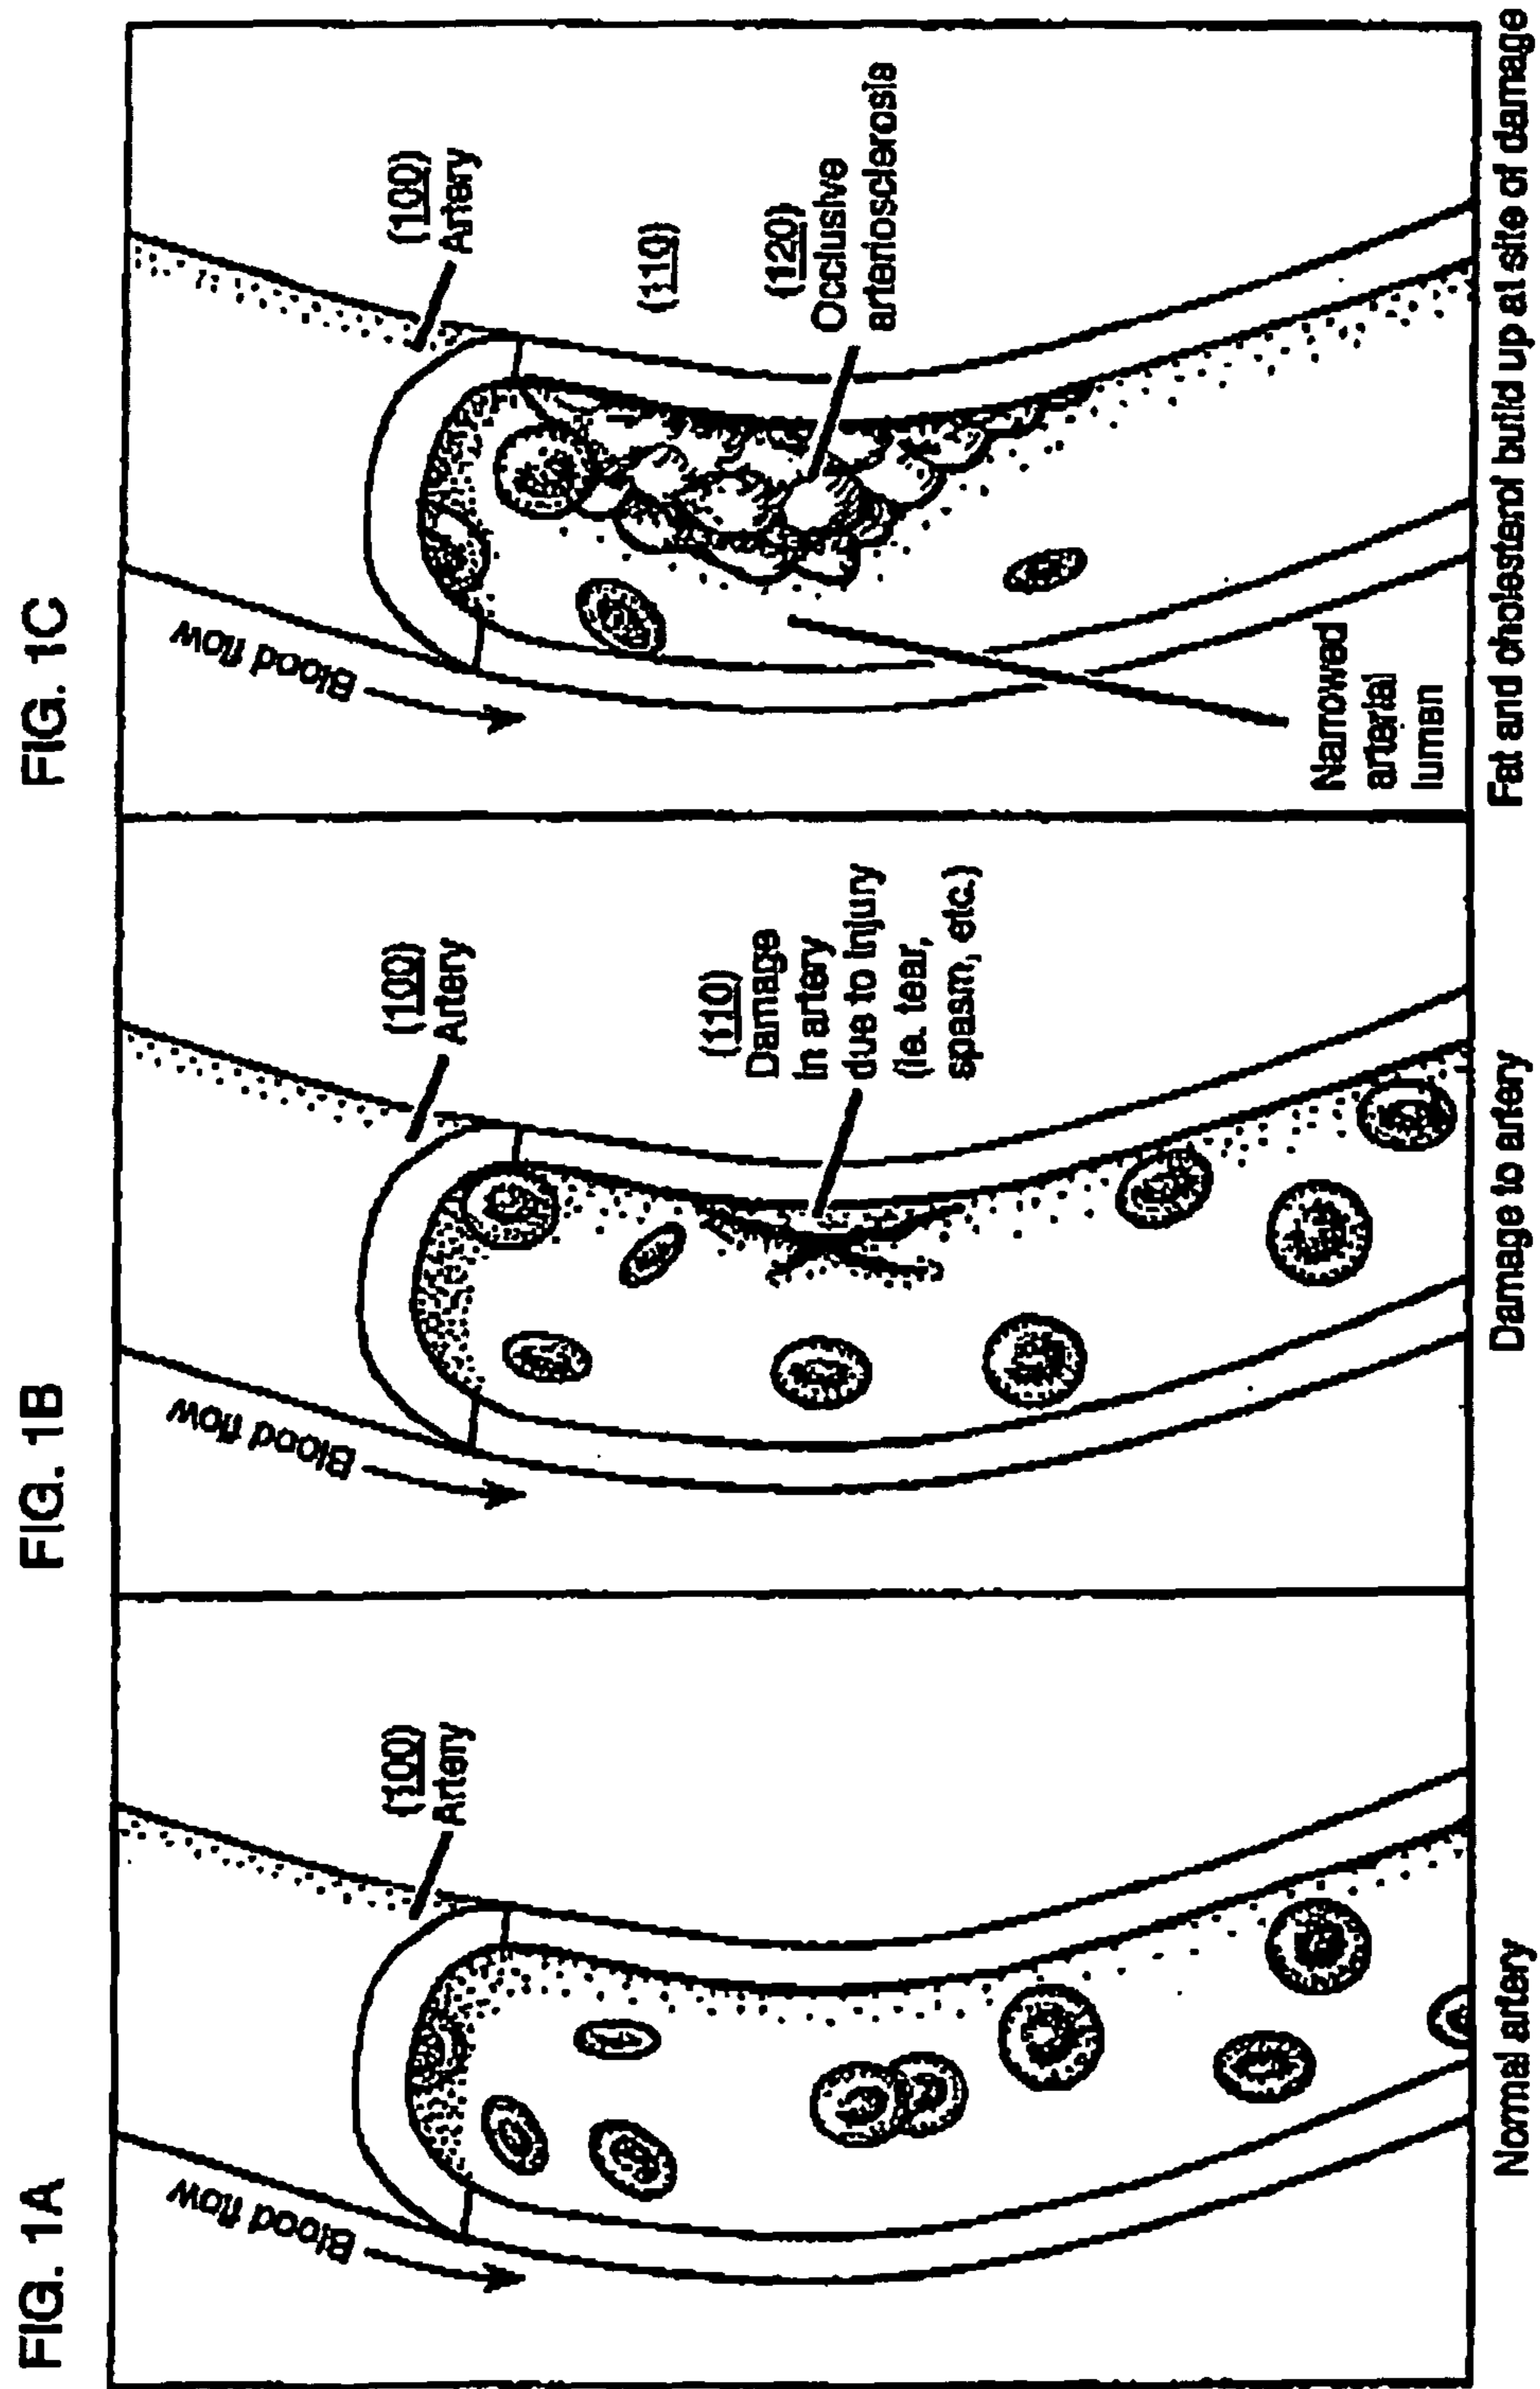 FIG. 1A
Blood flow
(100)
Artery
Normal artery
FIG. 1B
Blood flow
(100)
Artery
(110)
Damage
in artery
due to injury
(i.e. tear,
spasm, etc.)
Damage to artery
FIG. 1C
Blood flow
(100)
Artery
(110)
(120)
Occlusive
arteriosclerosis
Narrowed
arterial
lumen
Fat and cholesterol build up at site of damage